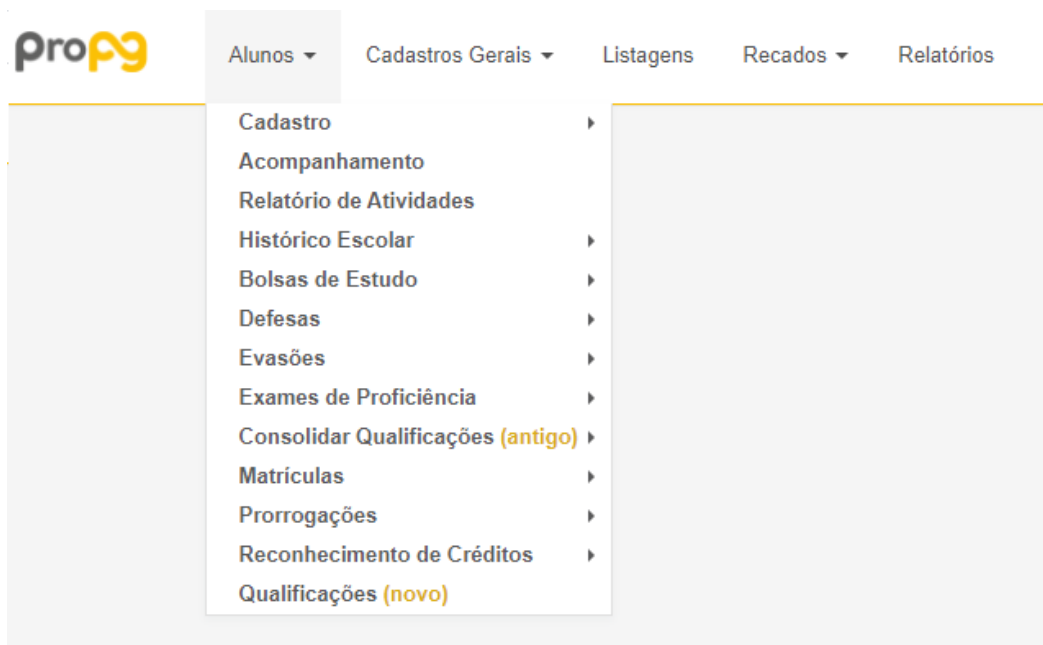 propg
Alunos
Cadastros Gerais
Listagens
Recados
Relatórios
Cadastro
Acompanhamento
Relatório de Atividades
Histórico Escolar
Bolsas de Estudo
Defesas
Evasões
Exames de Proficiência
Consolidar Qualificações (antigo)
Matrículas
Prorrogações
Reconhecimento de Créditos
Qualificações (novo)